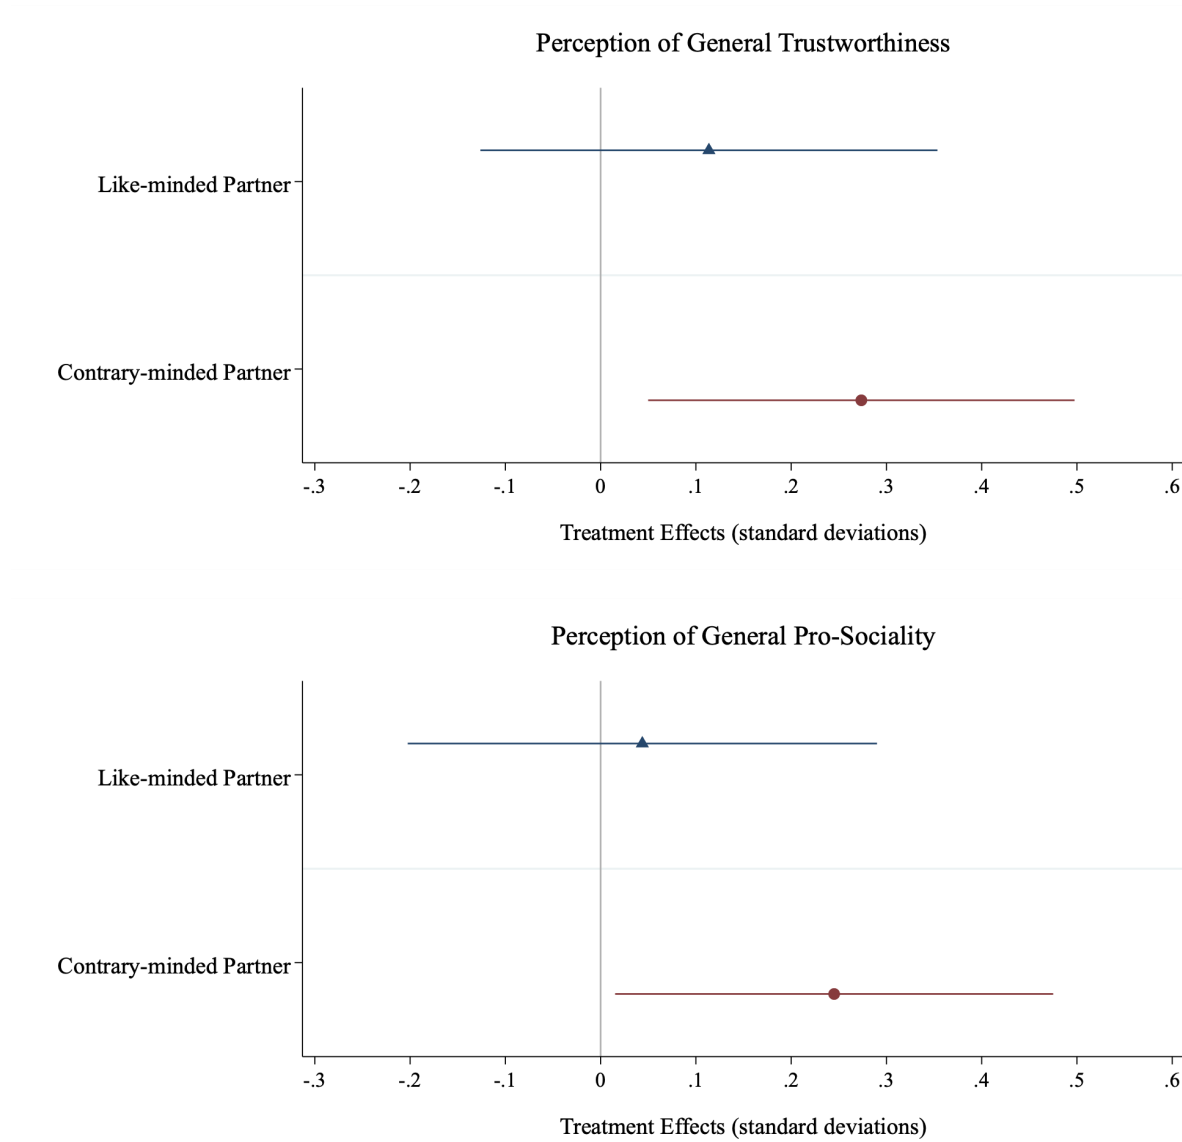 Perception of General Trustworthiness
Like-minded Partner
Contrary-minded Partner
-.3 -.2 -.1 0 .1 .2 .3 .4 .5 .6
Treatment Effects (standard deviations)
Perception of General Pro-Sociality
Like-minded Partner
Contrary-minded Partner
-.3 -.2 -.1 0 .1 .2 .3 .4 .5 .6
Treatment Effects (standard deviations)